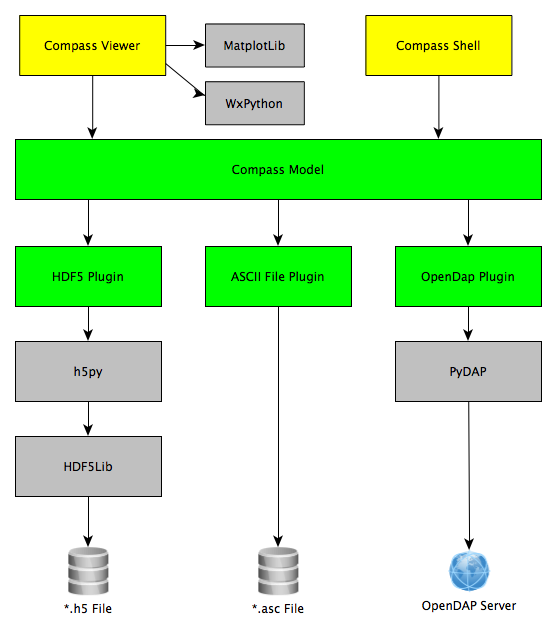 Compass Viewer
MatplotLib
Compass Shell
WxPython
Compass Model
HDF5 Plugin
ASCII File Plugin
OpenDap Plugin
h5py
PyDAP
HDF5Lib
*.h5 File
*.asc File
OpenDAP Server